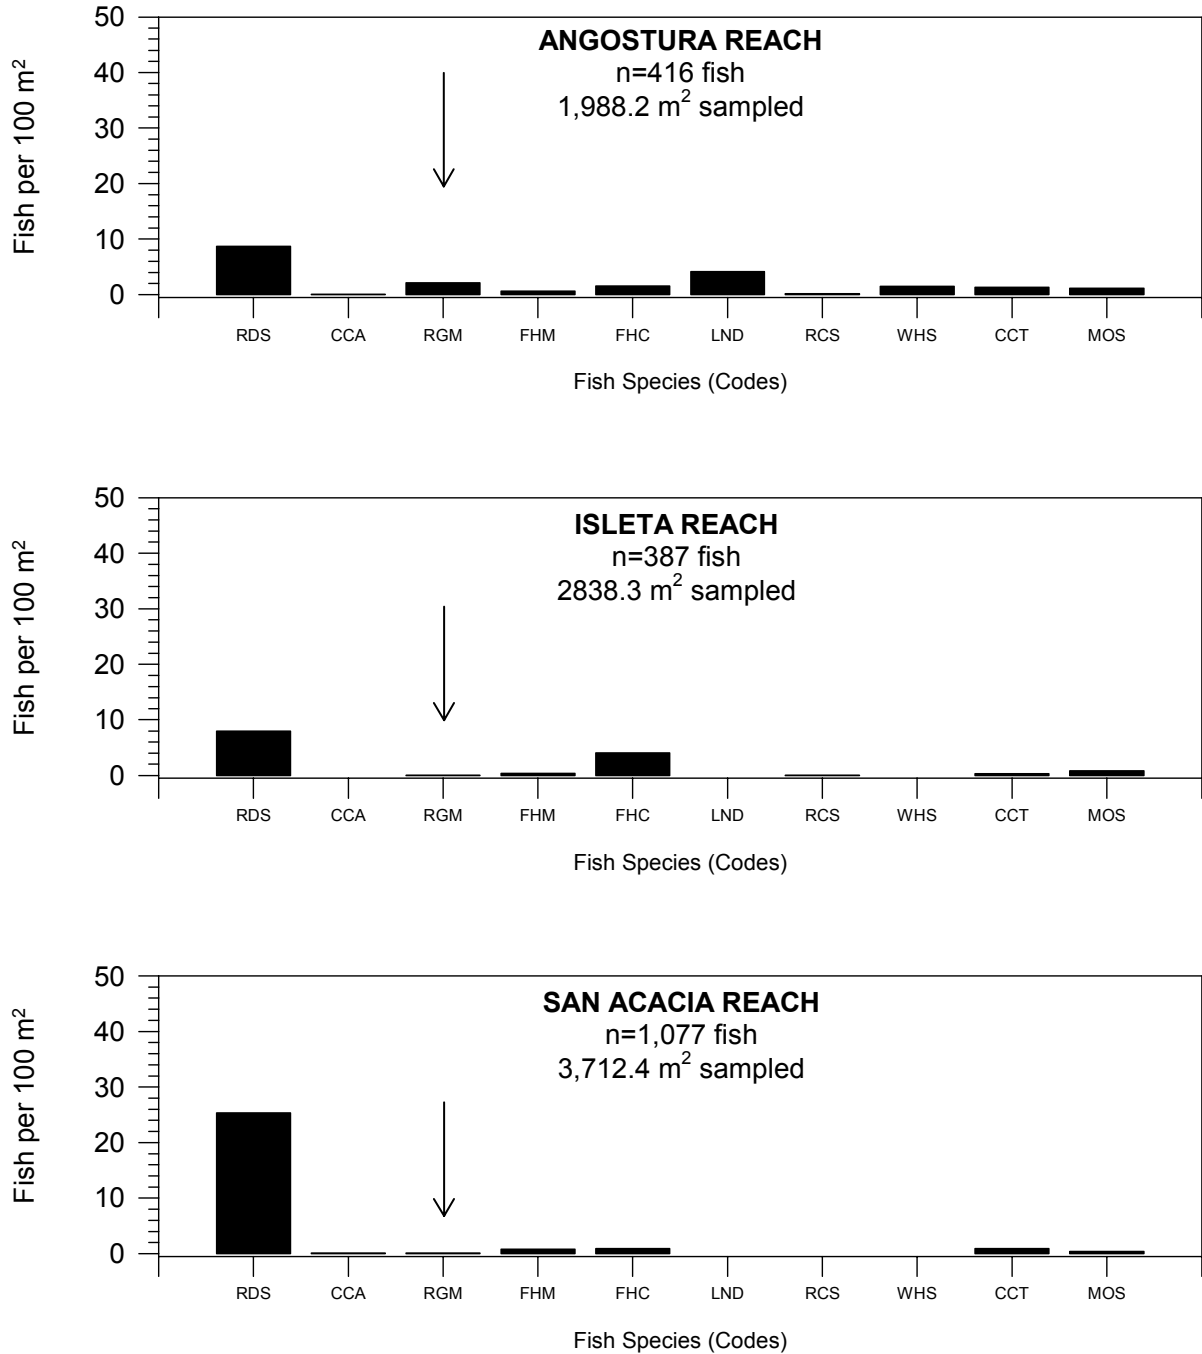 ANGOSTURA REACH
n=416 fish
1,988.2 m² sampled
Fish per 100 m²
50
40
30
20
10
0
RDS CCA RGM FHM FHC LND RCS WHS CCT MOS
Fish Species (Codes)
ISLETA REACH
n=387 fish
2838.3 m² sampled
Fish per 100 m²
50
40
30
20
10
0
RDS CCA RGM FHM FHC LND RCS WHS CCT MOS
Fish Species (Codes)
SAN ACACIA REACH
n=1,077 fish
3,712.4 m² sampled
Fish per 100 m²
50
40
30
20
10
0
RDS CCA RGM FHM FHC LND RCS WHS CCT MOS
Fish Species (Codes)